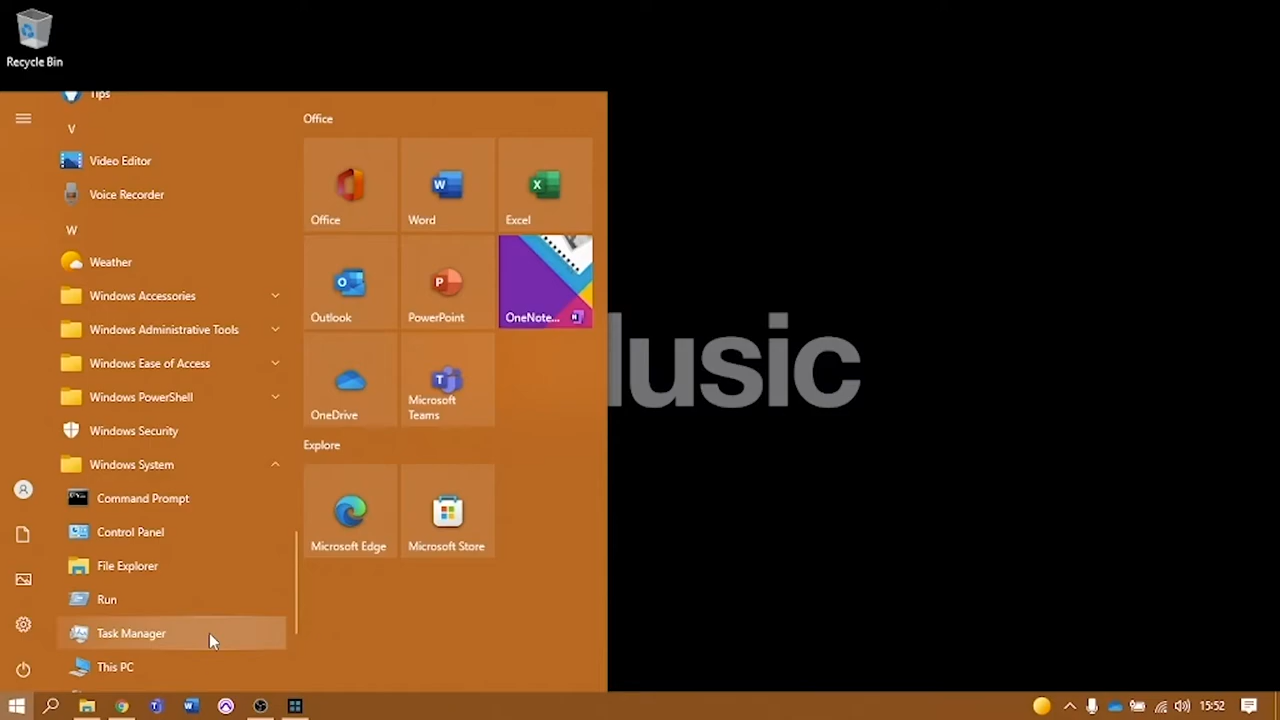 Recycle Bin
Tips
V
Video Editor
Voice Recorder
W
Weather
Windows Accessories
Windows Administrative Tools
Windows Ease of Access
Windows PowerShell
Windows Security
Windows System
Command Prompt
Control Panel
File Explorer
Run
Task Manager
This PC
Office
Office
Word
Excel
Outlook
PowerPoint
OneNote...
OneDrive
Microsoft
Teams
Explore
Microsoft Edge
Microsoft Store
usic
15:52